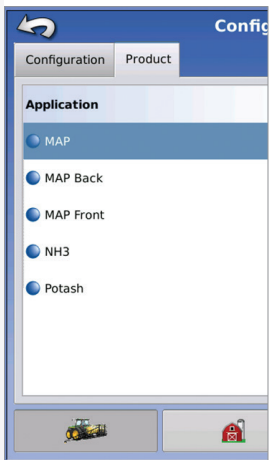 Config
Configuration Product
Application
MAP
MAP Back
MAP Front
NH3
Potash